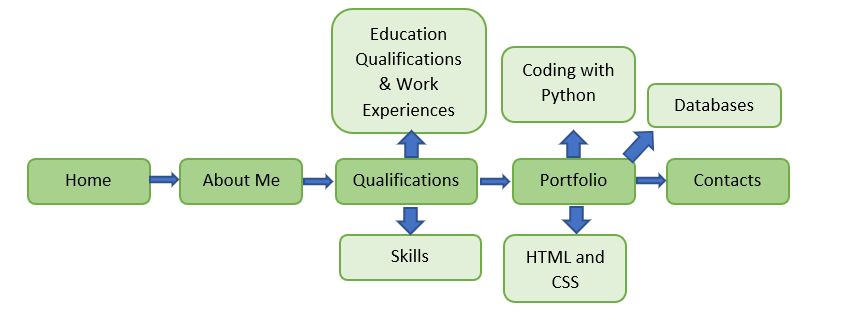 Education
Qualifications
& Work
Experiences
Coding with
Python
Databases
Home
About Me
Qualifications
Portfolio
Contacts
Skills
HTML and
CSS